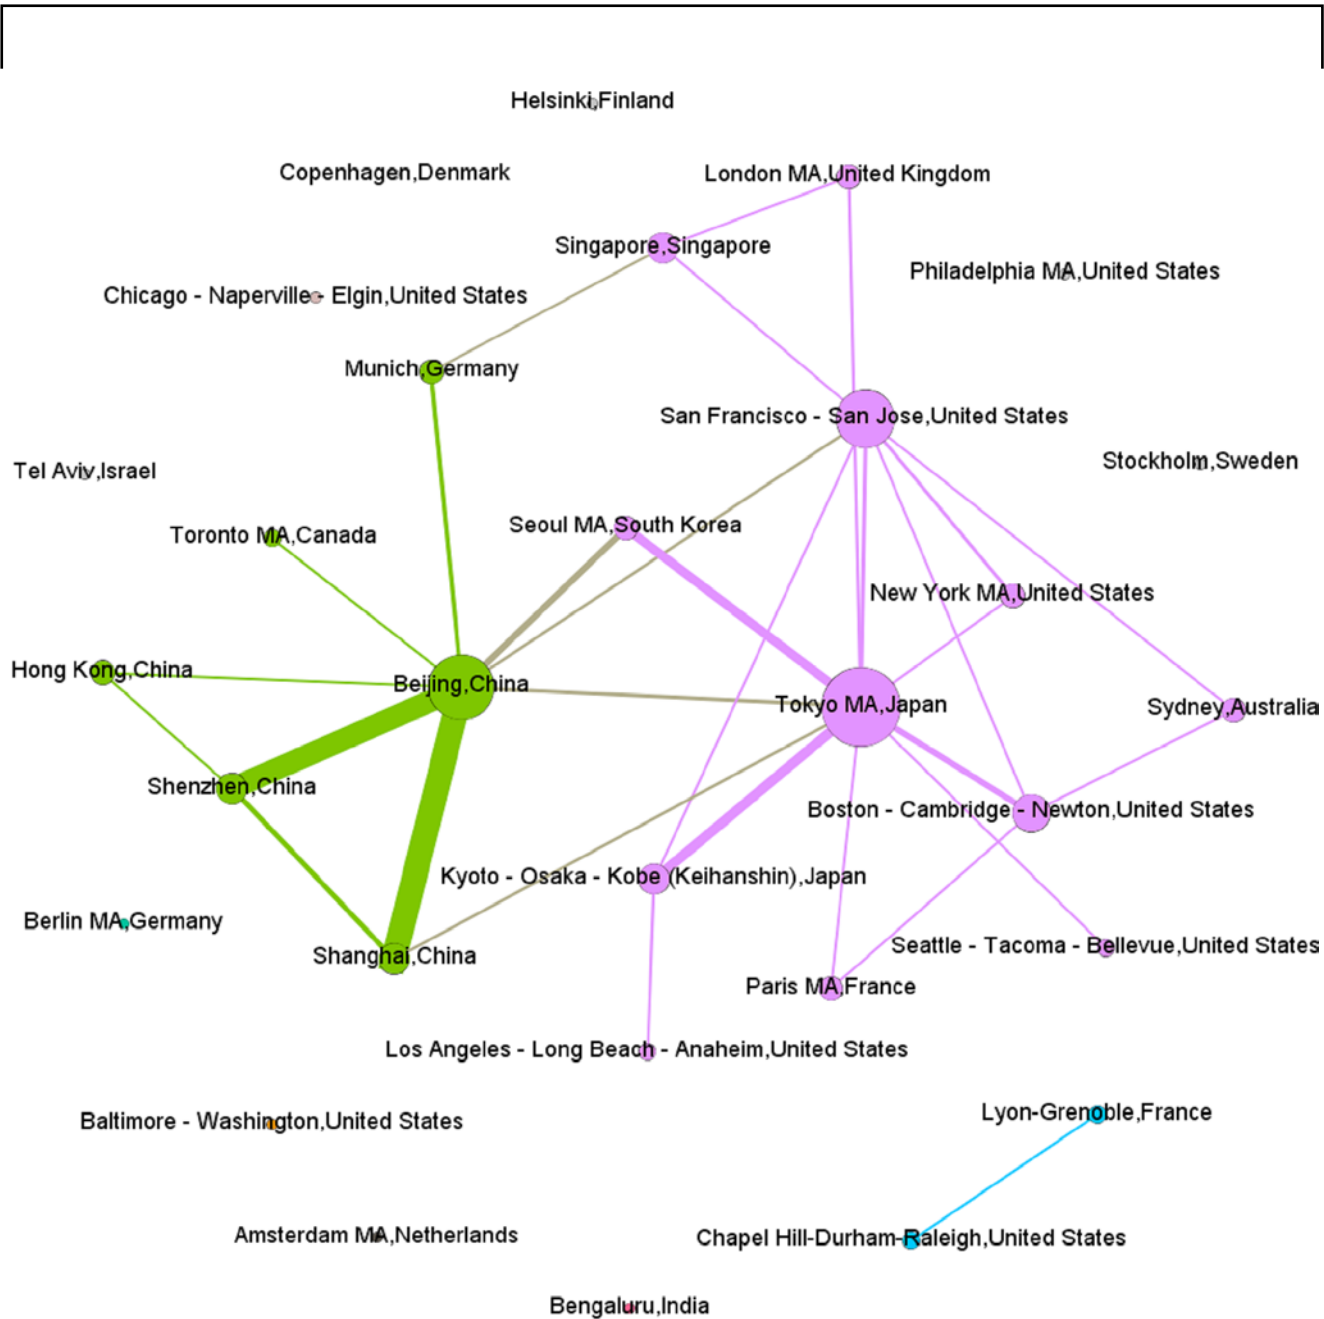 Helsinki,Finland
Copenhagen,Denmark
London MA,United Kingdom
Singapore,Singapore
Philadelphia MA,United States
Chicago - Naperville - Elgin,United States
Munich,Germany
San Francisco - San Jose,United States
Stockholm,Sweden
Tel Aviv,Israel
Seoul MA,South Korea
Toronto MA,Canada
New York MA,United States
Hong Kong,China
Beijing,China
Tokyo MA,Japan
Sydney,Australia
Shenzhen,China
Boston - Cambridge - Newton,United States
Kyoto - Osaka - Kobe (Keihanshin),Japan
Berlin MA,Germany
Seattle - Tacoma - Bellevue,United States
Shanghai,China
Paris MA,France
Los Angeles - Long Beach - Anaheim,United States
Lyon-Grenoble,France
Baltimore - Washington,United States
Amsterdam MA,Netherlands
Chapel Hill-Durham-Raleigh,United States
Bengaluru,India